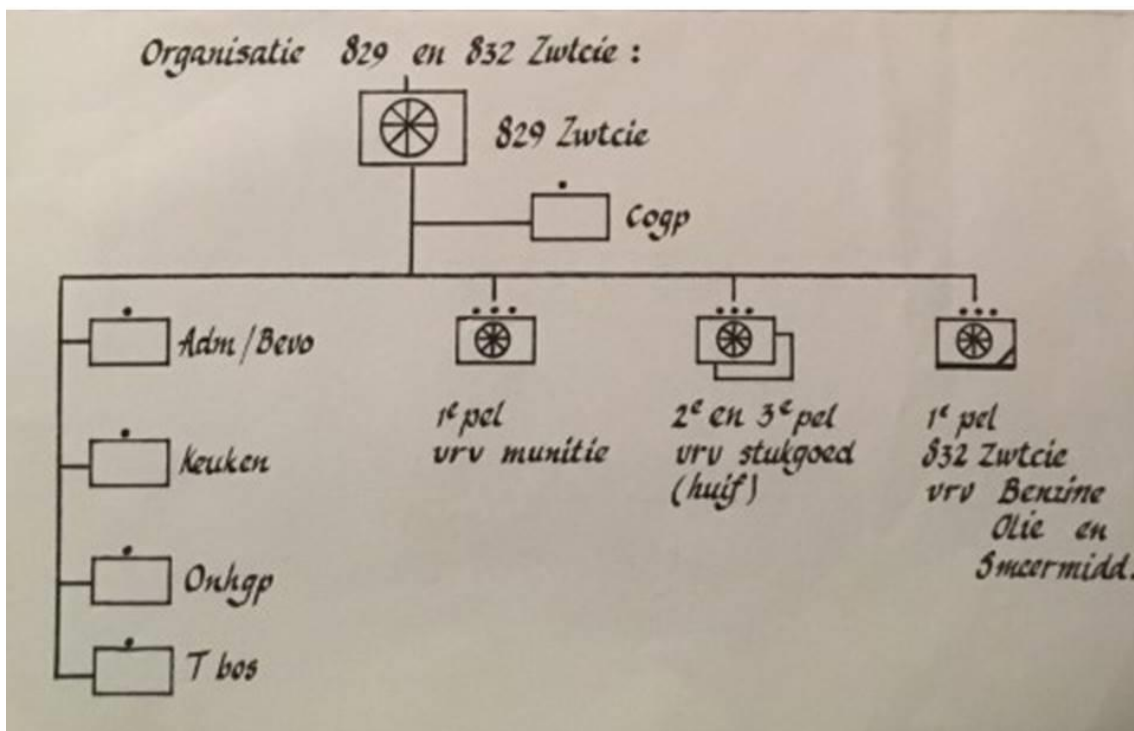 Organisatie 829 en 832 Zwtcie :
829 Zwtcie
Cogp
Adm/Bevo
Keuken
Onhgp
T bos
1e pel
vrv munitie
2e en 3e pel
vrv stukgoed
(huif)
1e pel
832 Zwtcie
vrv Benzine
Olie en
Smeermidd.